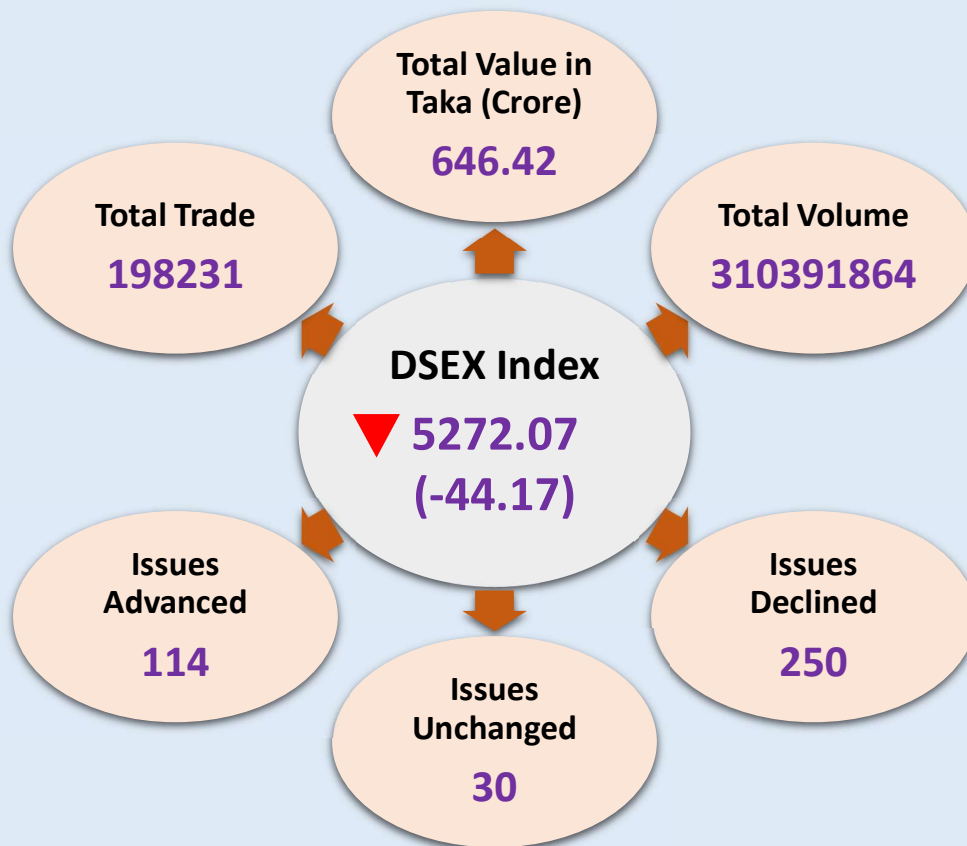 Total Value in
Taka (Crore)
646.42
Total Trade
198231
Total Volume
310391864
DSEX Index
5272.07
(-44.17)
Issues
Advanced
114
Issues
Declined
250
Issues
Unchanged
30